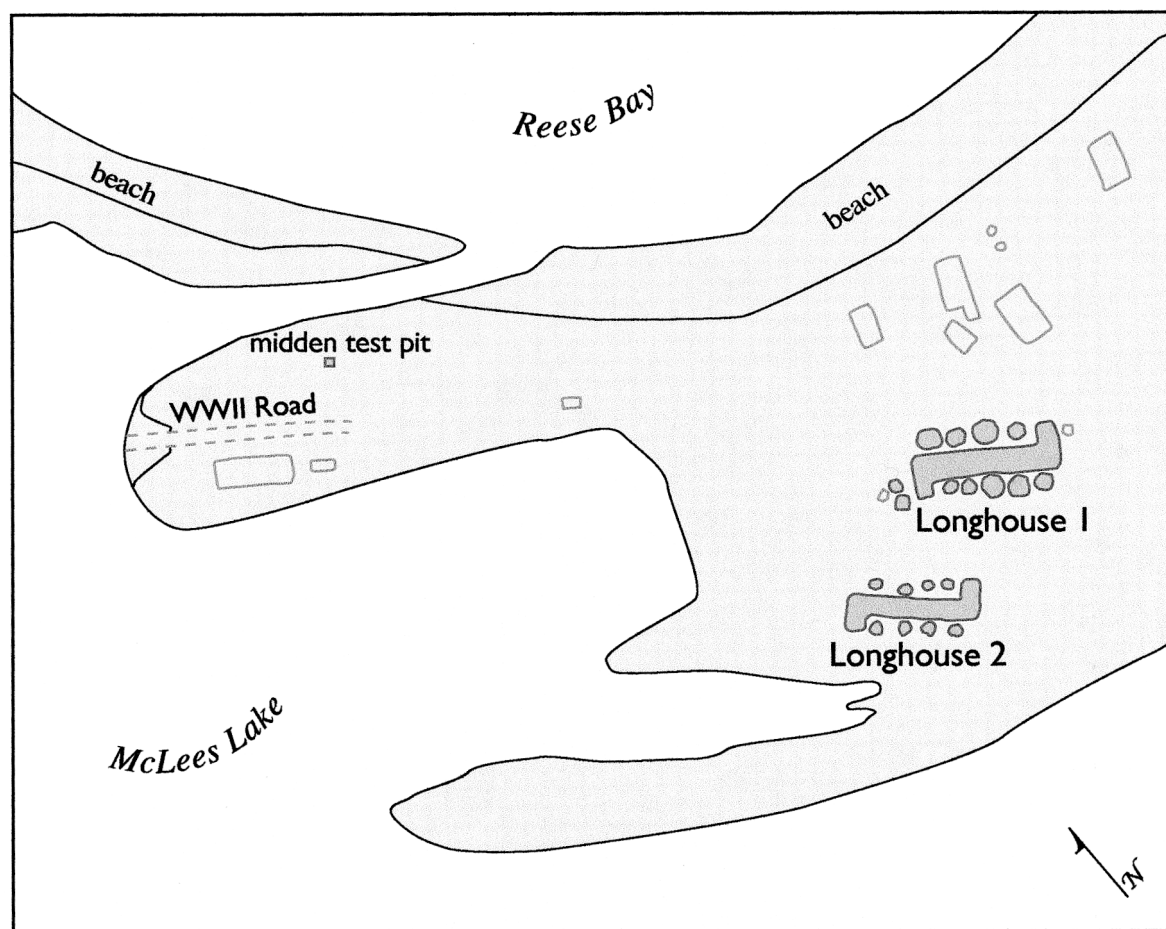 Reese Bay
beach
beach
midden test pit
WWII Road
Longhouse 1
Longhouse 2
McLees Lake
N